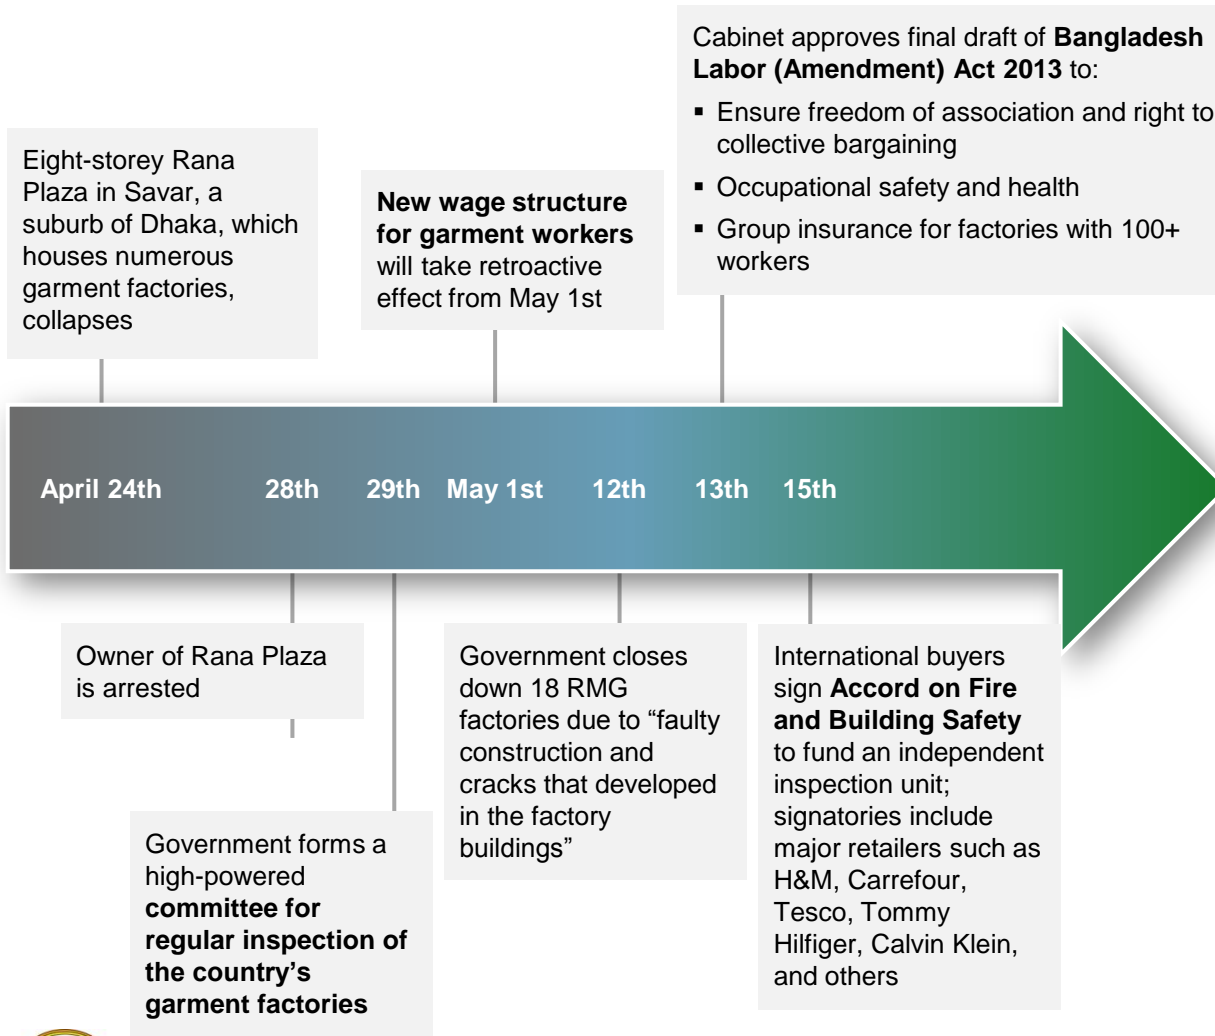 Cabinet approves final draft of Bangladesh
Labor (Amendment) Act 2013 to:
▪ Ensure freedom of association and right to
collective bargaining
▪ Occupational safety and health
▪ Group insurance for factories with 100+
workers
Eight-storey Rana
Plaza in Savar, a
suburb of Dhaka, which
houses numerous
garment factories,
collapses
New wage structure
for garment workers
will take retroactive
effect from May 1st
April 24th
28th
29th
May 1st
12th
13th
15th
Owner of Rana Plaza
is arrested
Government closes
down 18 RMG
factories due to “faulty
construction and
cracks that developed
in the factory
buildings”
International buyers
sign Accord on Fire
and Building Safety
to fund an independent
inspection unit;
signatories include
major retailers such as
H&M, Carrefour,
Tesco, Tommy
Hilfiger, Calvin Klein,
and others
Government forms a
high-powered
committee for
regular inspection of
the country’s
garment factories